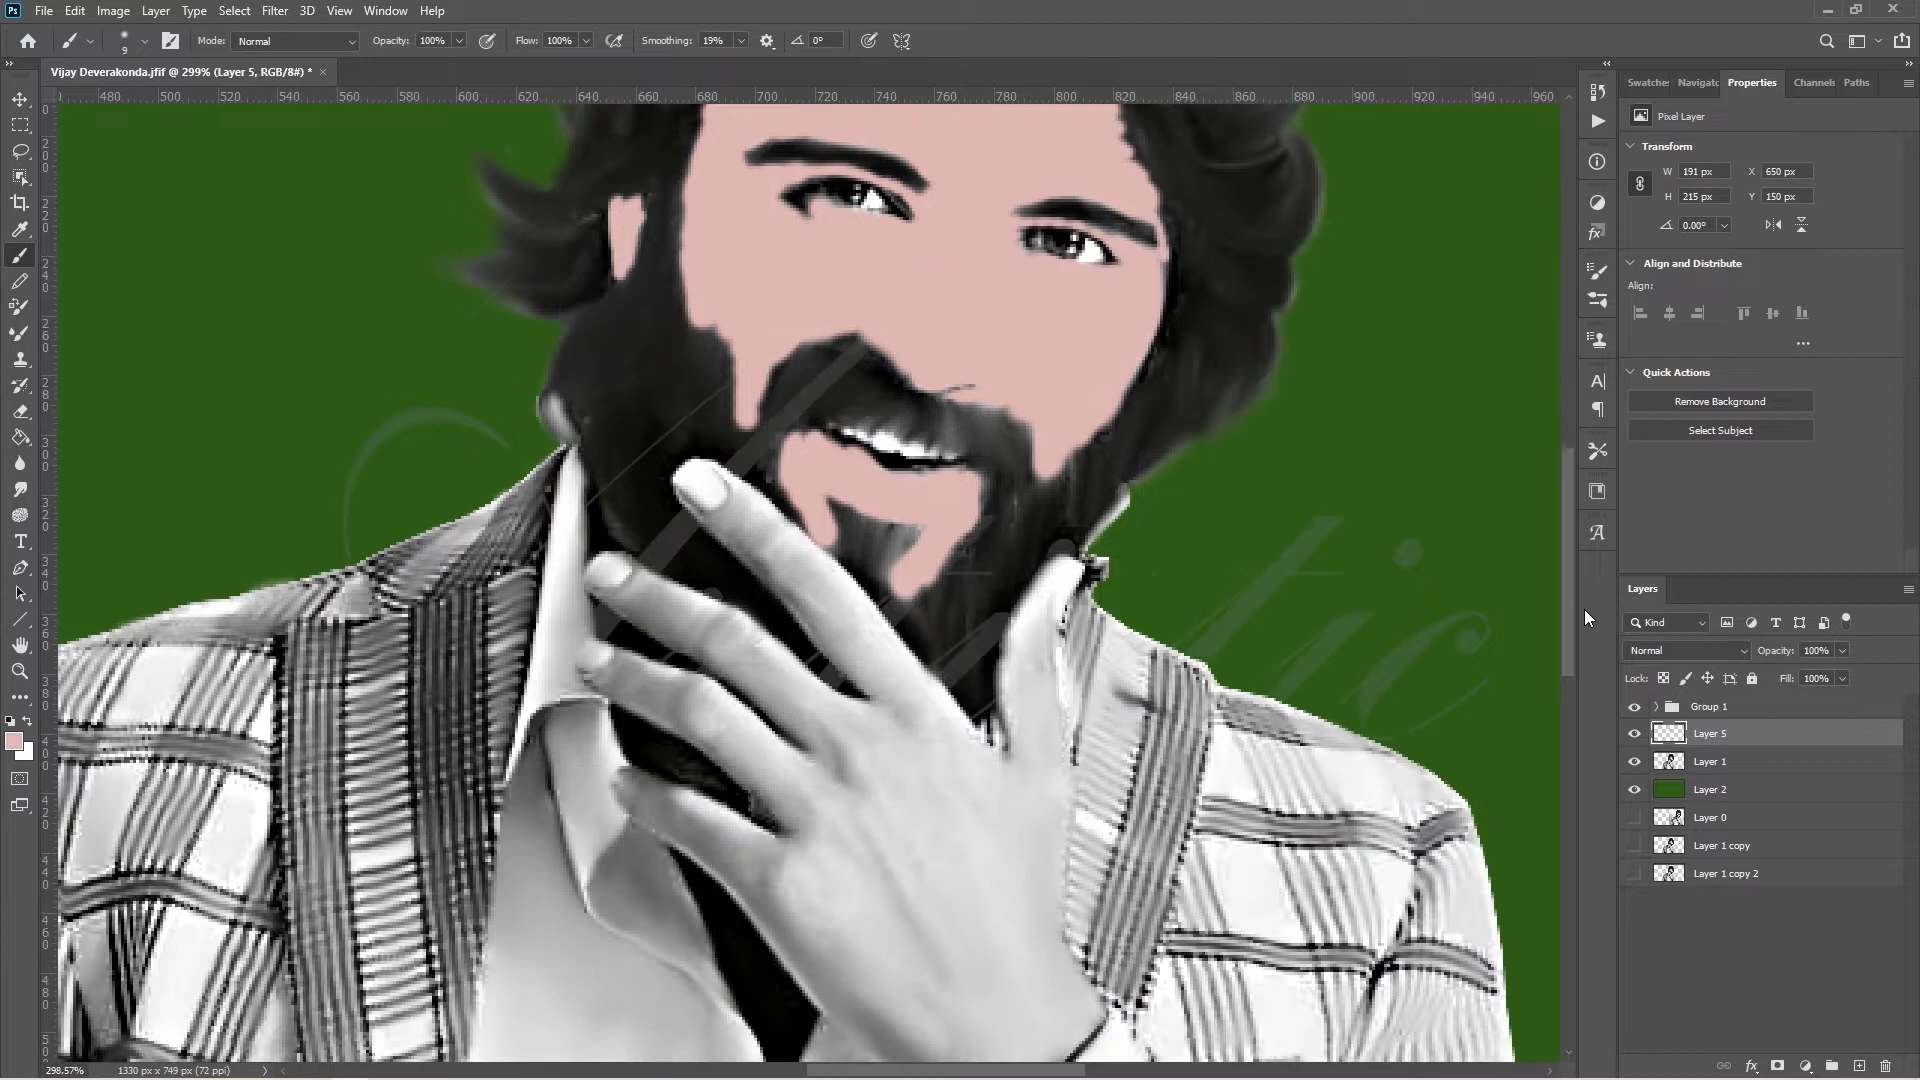 Ps File Edit Image Layer Type Select Filter 3D View Window Help
9 Mode: Normal Opacity: 100% Flow: 100% Smoothing: 19% 0°
Vijay Deverakonda.jfif @ 299% (Layer 5, RGB/8#) * ×
480 500 520 540 560 580 600 620 640 660 680 700 720 740 760 780 800 820 840 860 880 900 920 940 960
Swatches Navigato Properties Channels Paths
Pixel Layer
Transform
W 191 px X 650 px
H 215 px Y 150 px
0.00°
Align and Distribute
Align:
Quick Actions
Remove Background
Select Subject
Layers
Kind
Normal Opacity: 100%
Lock: Fill: 100%
Group 1
Layer 5
Layer 1
Layer 2
Layer 0
Layer 1 copy
Layer 1 copy 2
298.57% 1330 px x 749 px (72 ppi)